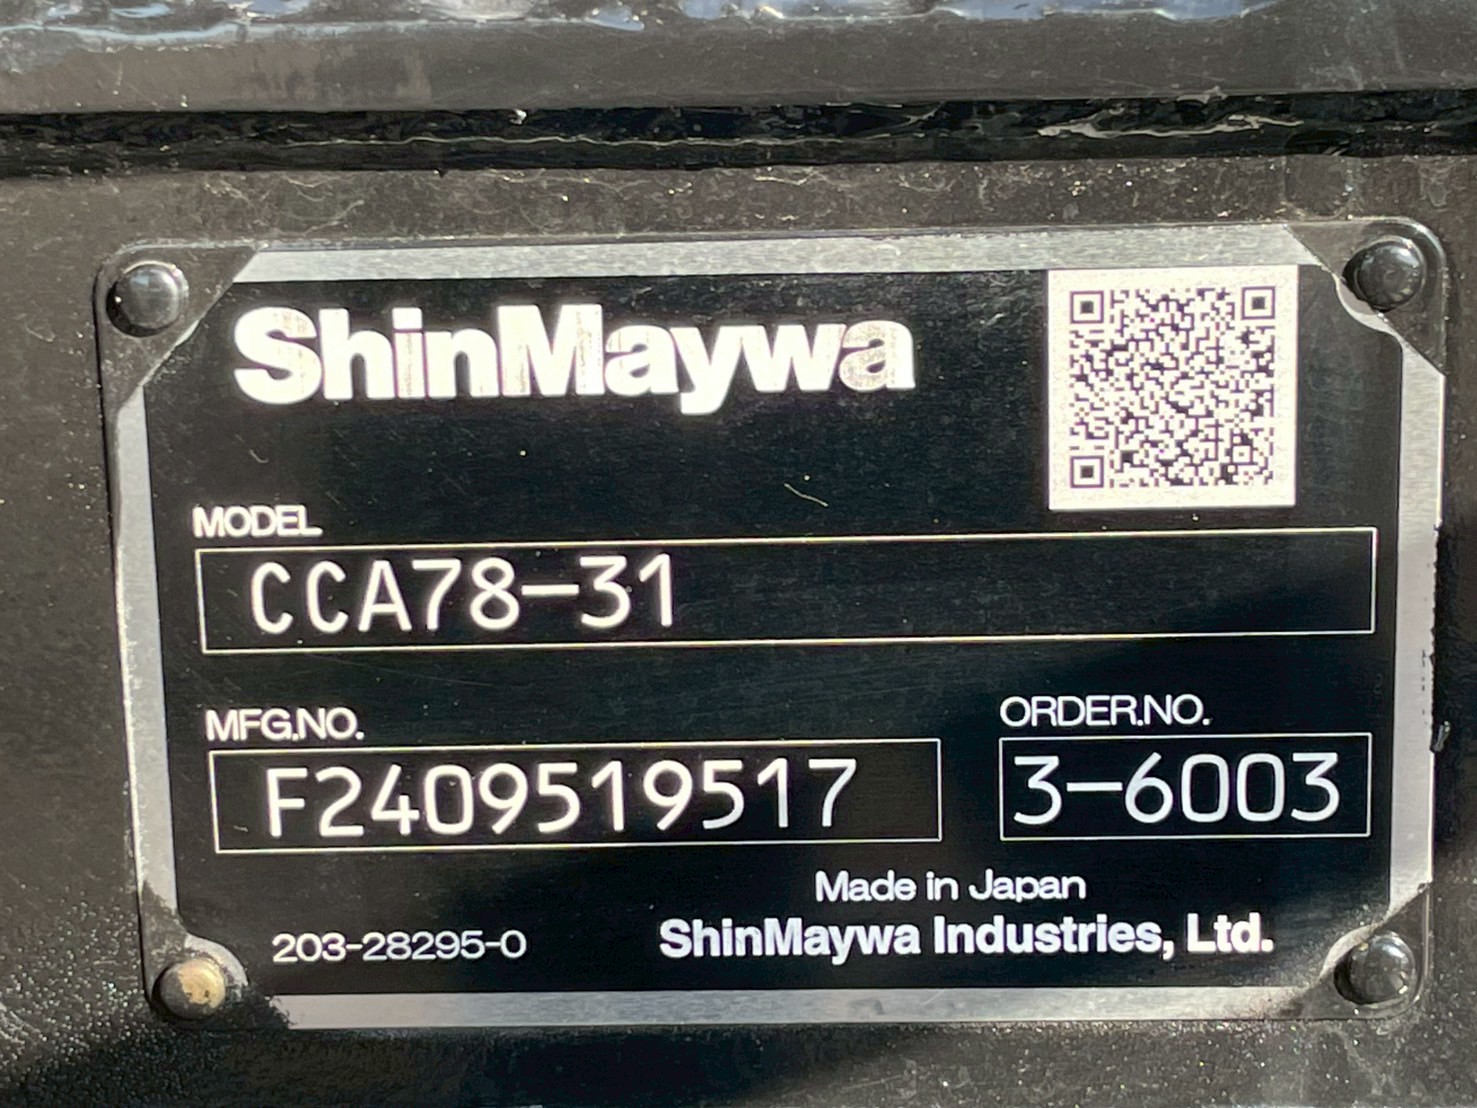 ShinMaywa
MODEL
CCA78-31
MFG.NO.
F2409519517
ORDER.NO.
3-6003
Made in Japan
203-28295-0
ShinMaywa Industries, Ltd.